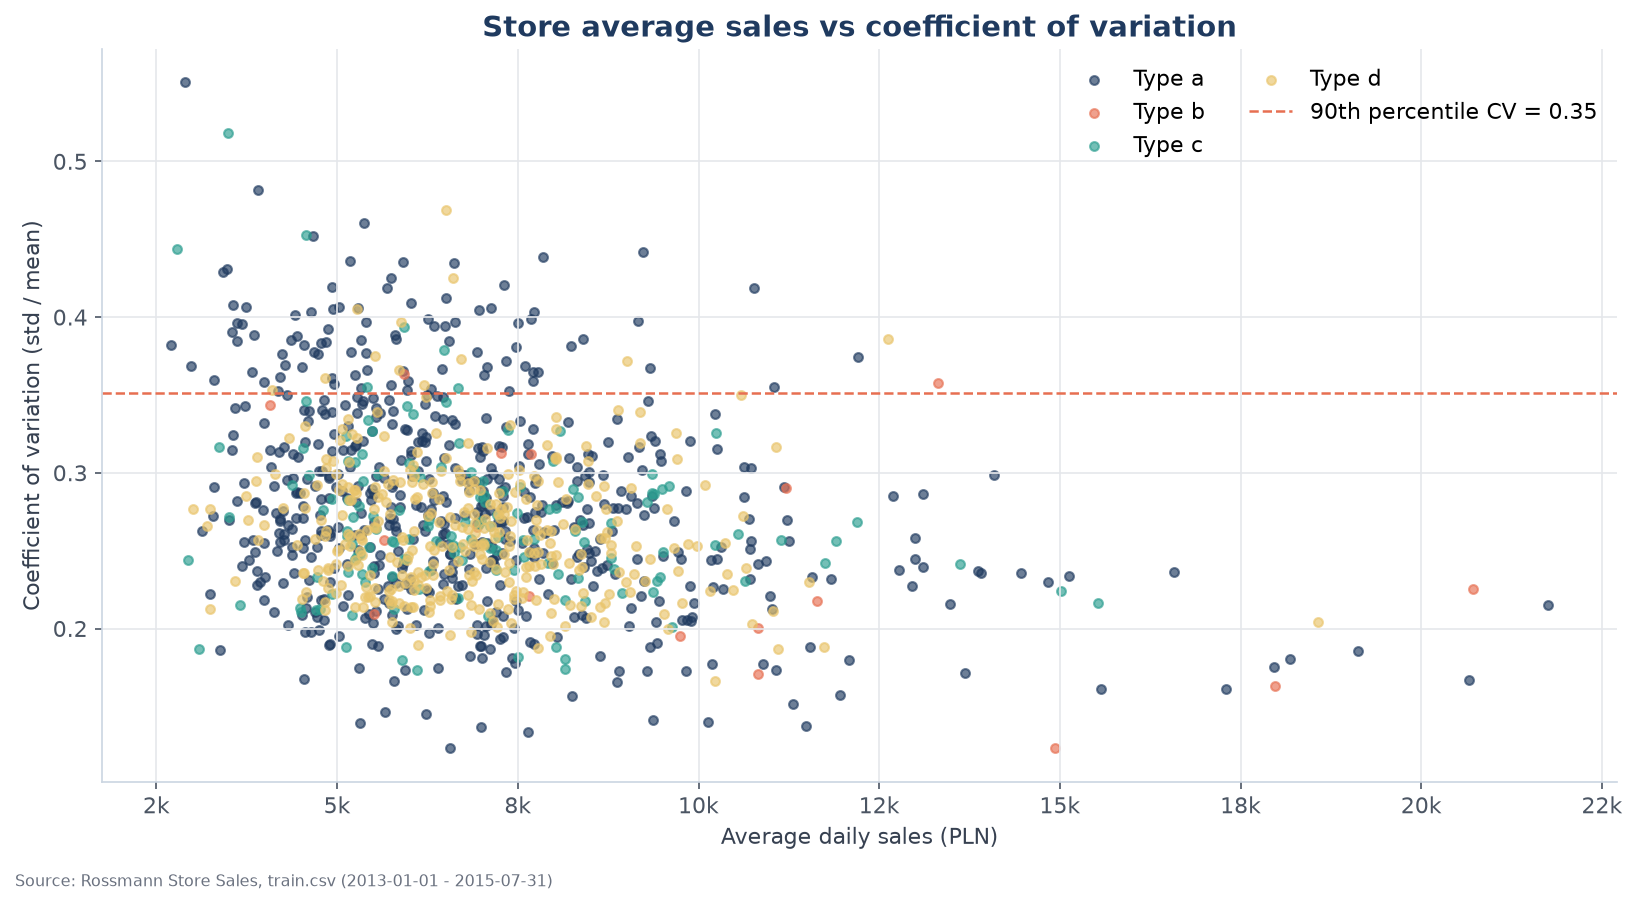 Store average sales vs coefficient of variation
Type a
Type b
Type c
Type d
90th percentile CV = 0.35
Coefficient of variation (std / mean)
0.5
0.4
0.3
0.2
2k 5k 8k 10k 12k 15k 18k 20k 22k
Average daily sales (PLN)
Source: Rossmann Store Sales, train.csv (2013-01-01 - 2015-07-31)